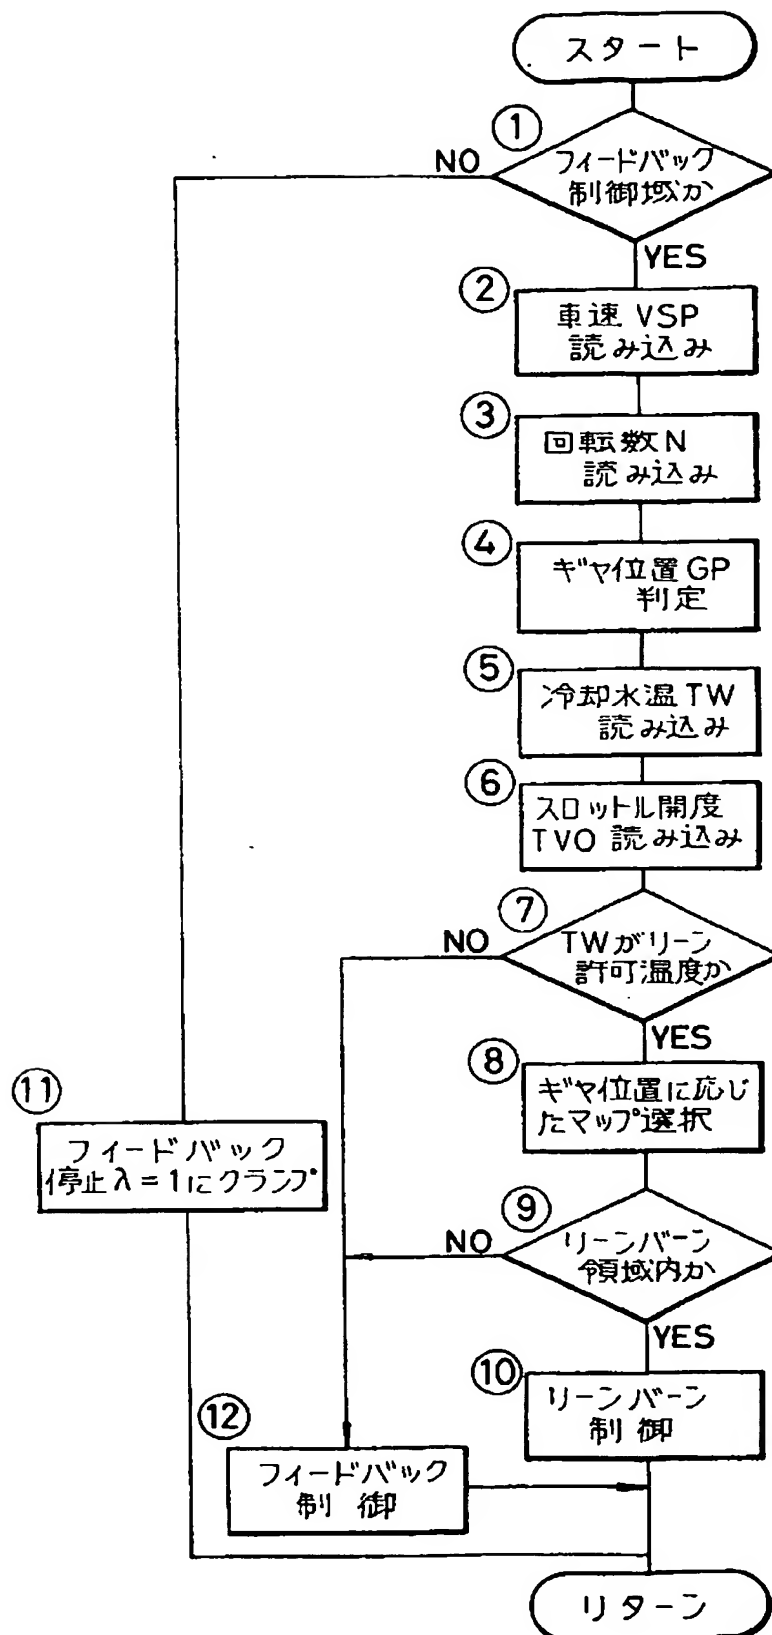 スタート
①
NO
フィードバック
制御域か
YES
②
車速 VSP
読み込み
③
回転数 N
読み込み
④
ギヤ位置 GP
判定
⑤
冷却水温 TW
読み込み
⑥
スロットル開度
TVO 読み込み
⑦
NO
TWがリーン
許可温度か
YES
⑧
ギヤ位置に応じ
たマップ選択
⑨
NO
リーンバーン
領域内か
YES
⑩
リーンバーン
制御
⑪
フィードバック
停止 λ=1にクランプ
⑫
フィードバック
制御
リターン